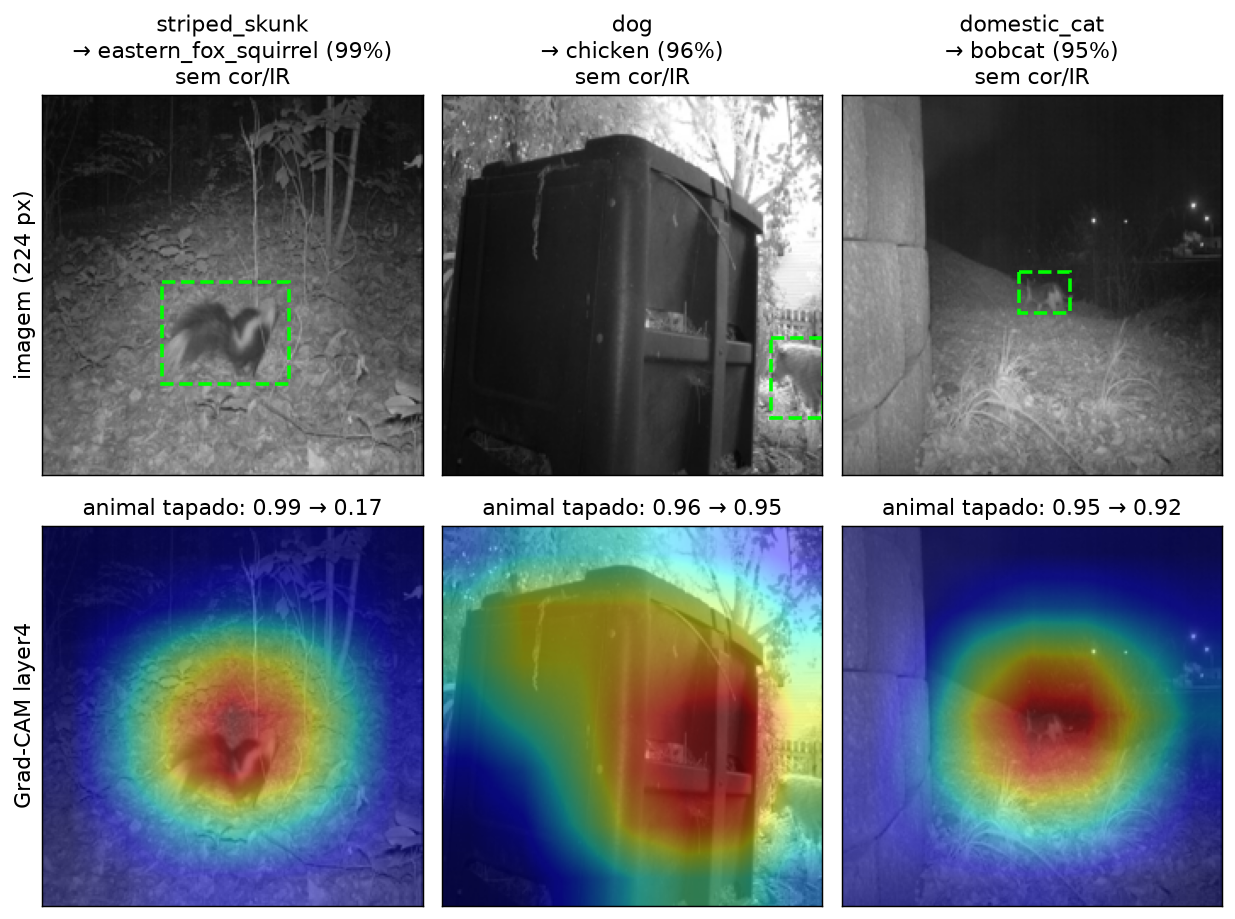 striped_skunk
→ eastern_fox_squirrel (99%)
sem cor/IR
dog
→ chicken (96%)
sem cor/IR
domestic_cat
→ bobcat (95%)
sem cor/IR
imagem (224 px)
animal tapado: 0.99 → 0.17
animal tapado: 0.96 → 0.95
animal tapado: 0.95 → 0.92
Grad-CAM layer4